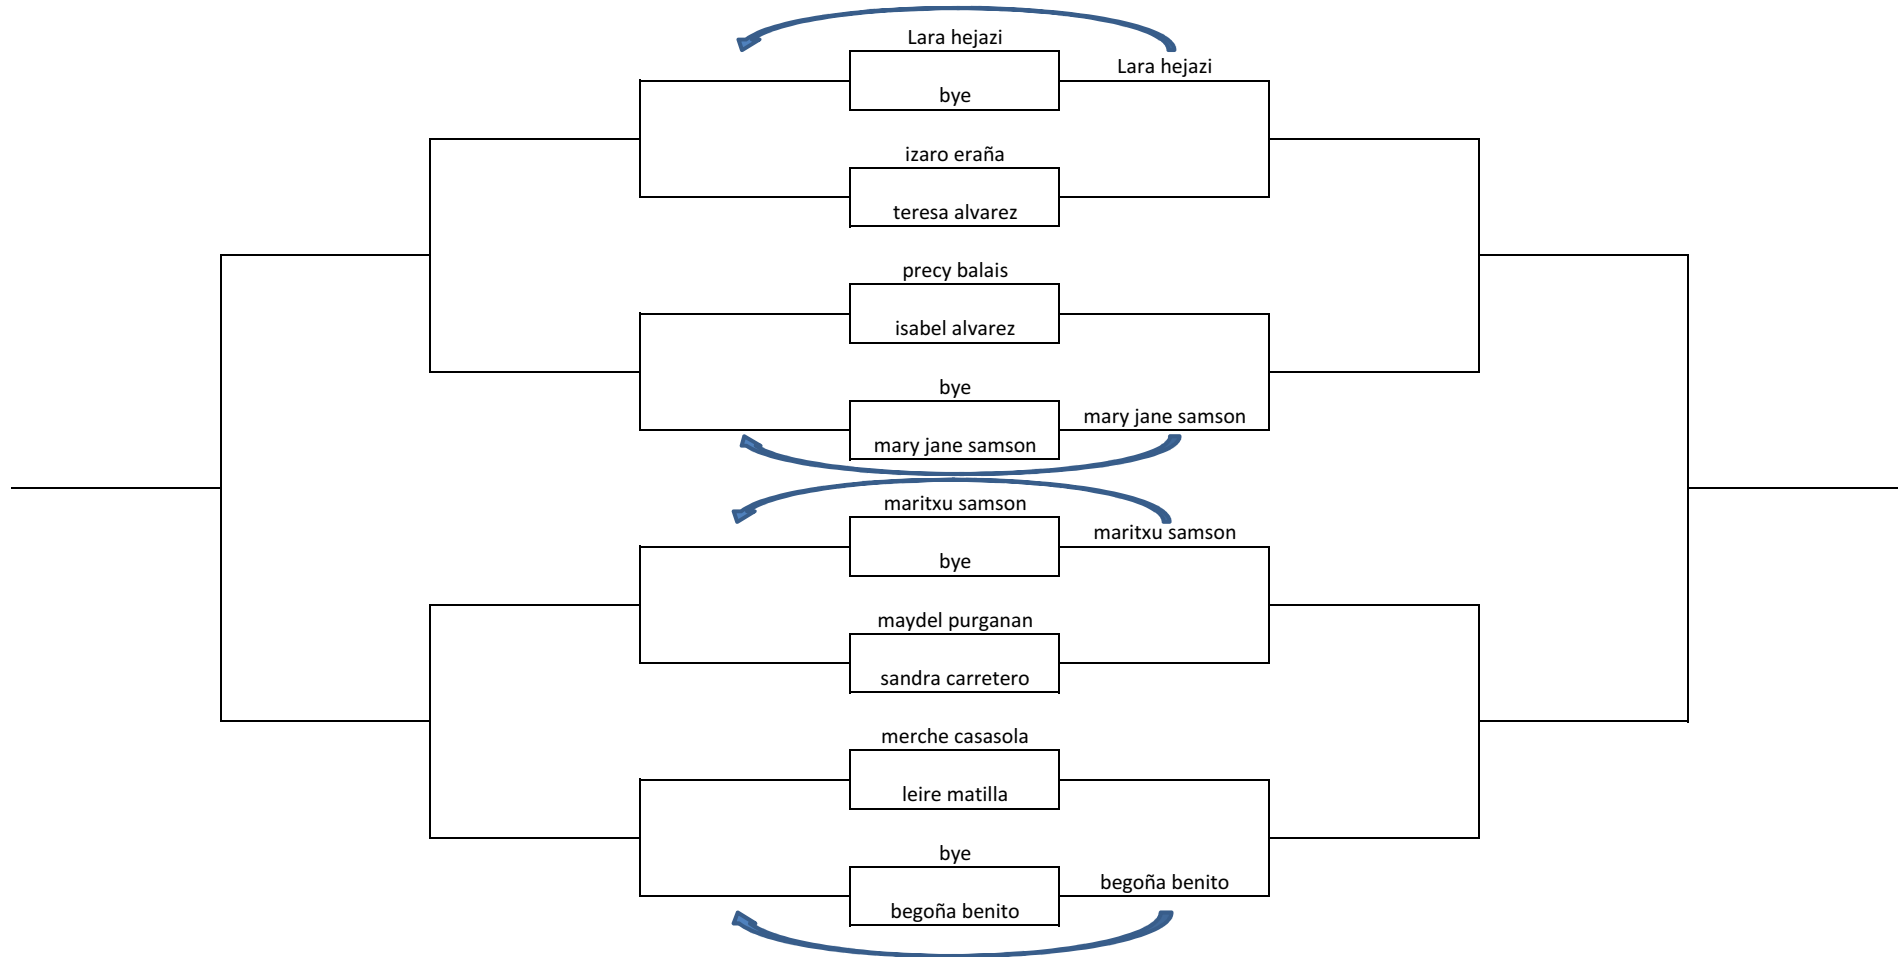 Lara hejazi
Lara hejazi
bye
izaro eraña
teresa alvarez
precy balais
isabel alvarez
bye
mary jane samson
mary jane samson
maritxu samson
maritxu samson
bye
maydel purganan
sandra carretero
merche casasola
leire matilla
bye
begoña benito
begoña benito